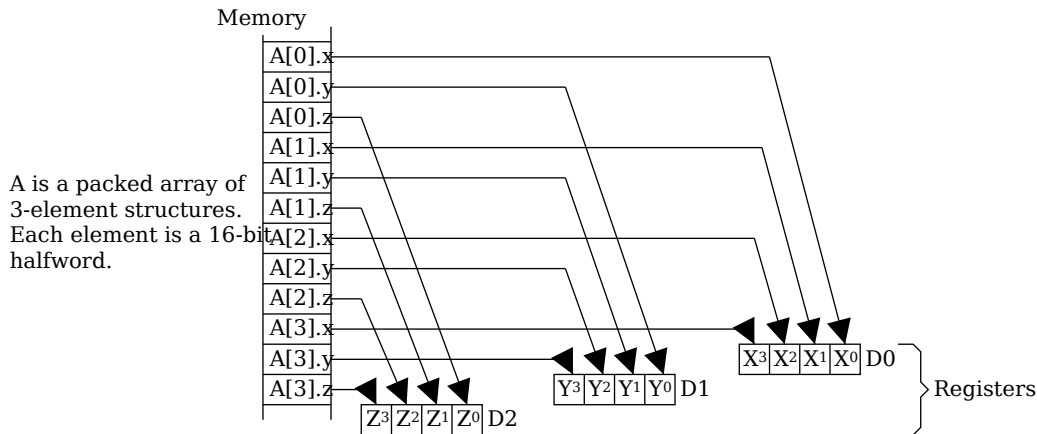 Memory
A[0].x
A[0].y
A[0].z
A[1].x
A[1].y
A[1].z
A[2].x
A[2].y
A[2].z
A[3].x
A[3].y
A[3].z
A is a packed array of
3-element structures.
Each element is a 16-bit
halfword.
X3 X2 X1 X0 D0
Y3 Y2 Y1 Y0 D1
Z3 Z2 Z1 Z0 D2
Registers